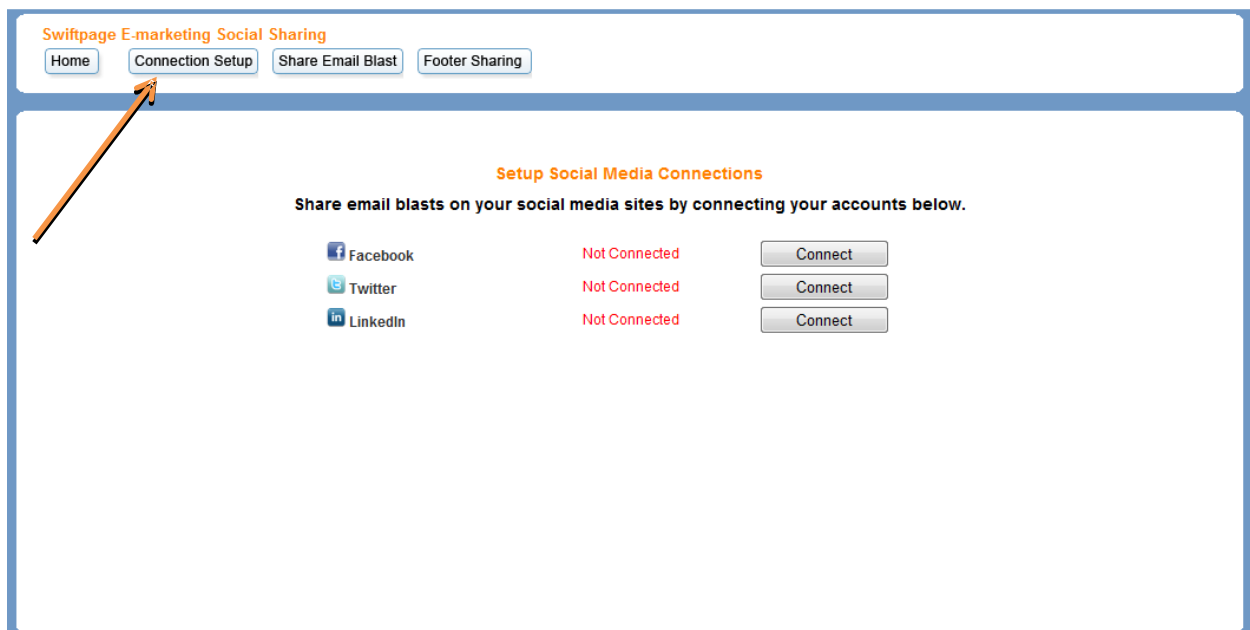 Swiftpage E-marketing Social Sharing
Home Connection Setup Share Email Blast Footer Sharing
Setup Social Media Connections
Share email blasts on your social media sites by connecting your accounts below.
Facebook Not Connected Connect
Twitter Not Connected Connect
LinkedIn Not Connected Connect